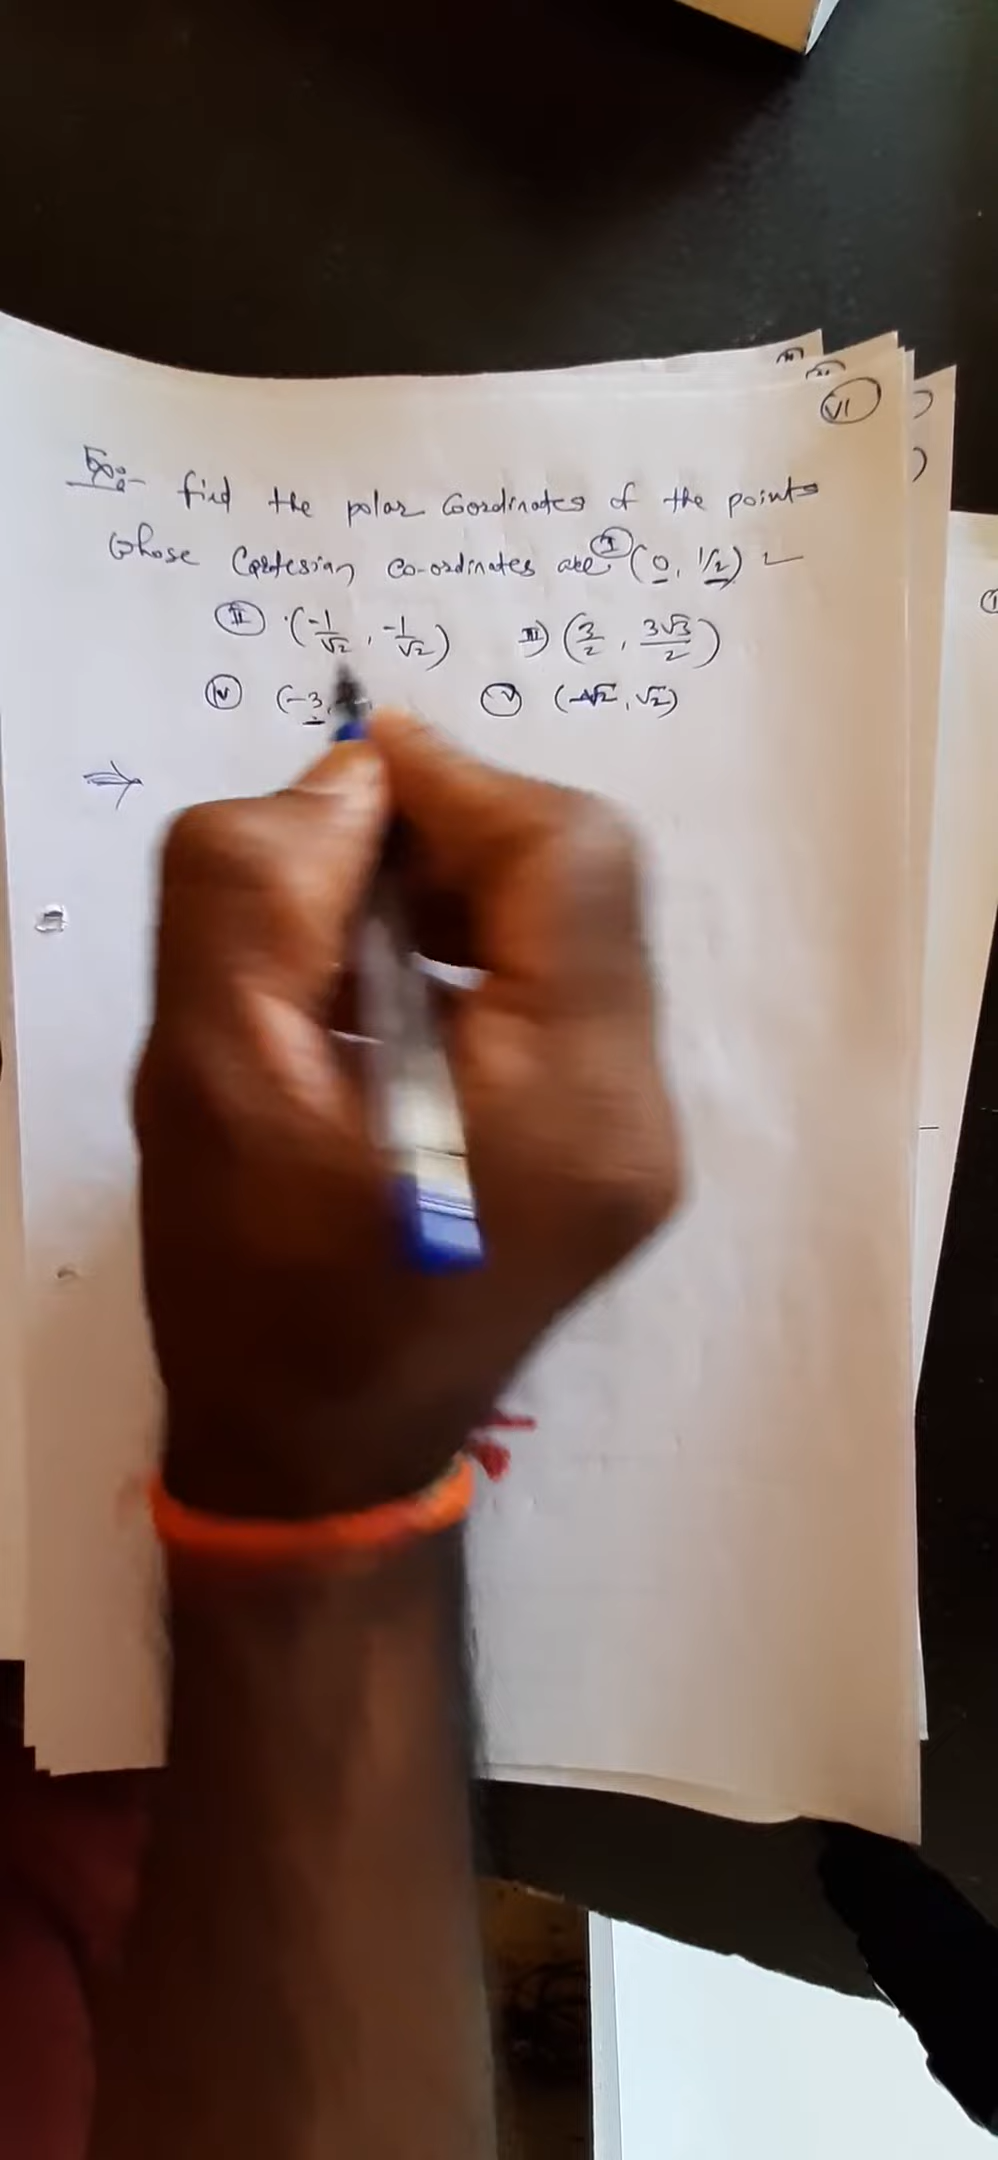 VI
Ex:- find the polar Coordinates of the points
whose Cartesian co-ordinates are (I) (0, 1/2)
(II) (-1/√2, -1/√2) III) (3/2, 3√3/2)
(IV) (-3, (V) (-√2, √2)
⇒